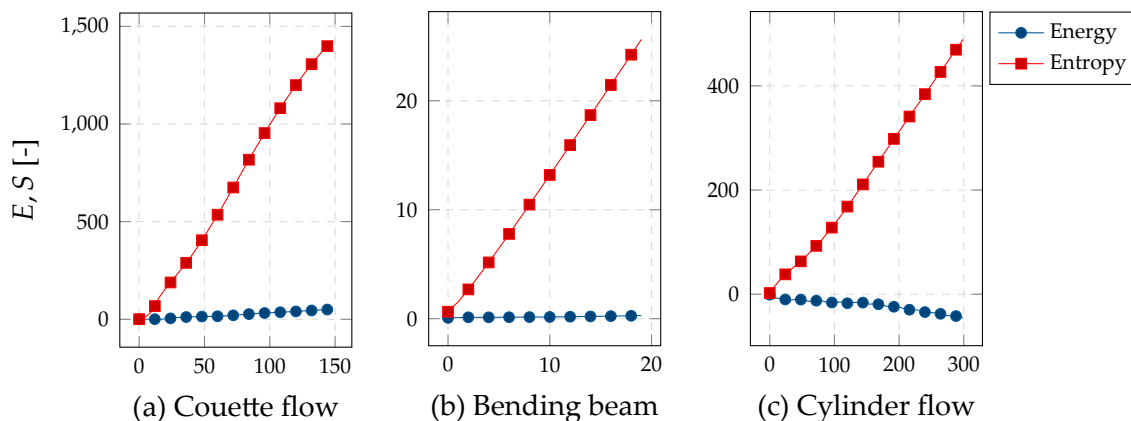 1,500
1,000
500
0
0 50 100 150
E, S [-]
(a) Couette flow
20
10
0
0 10 20
(b) Bending beam
400
200
0
0 100 200 300
(c) Cylinder flow
Energy
Entropy